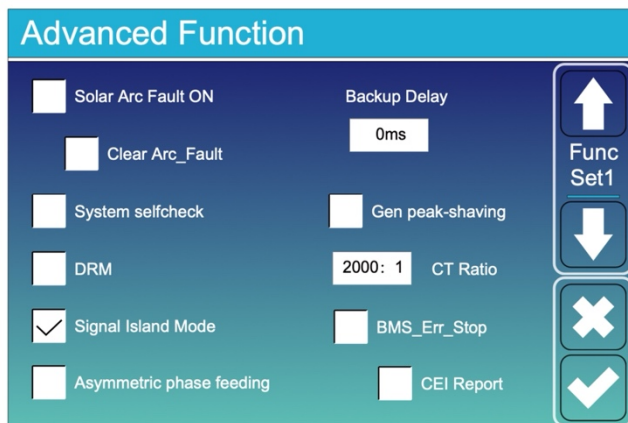 Advanced Function
Solar Arc Fault ON
Backup Delay
Clear Arc_Fault
0ms
Func
Set1
System selfcheck
Gen peak-shaving
DRM
2000: 1
CT Ratio
Signal Island Mode
BMS_Err_Stop
Asymmetric phase feeding
CEI Report